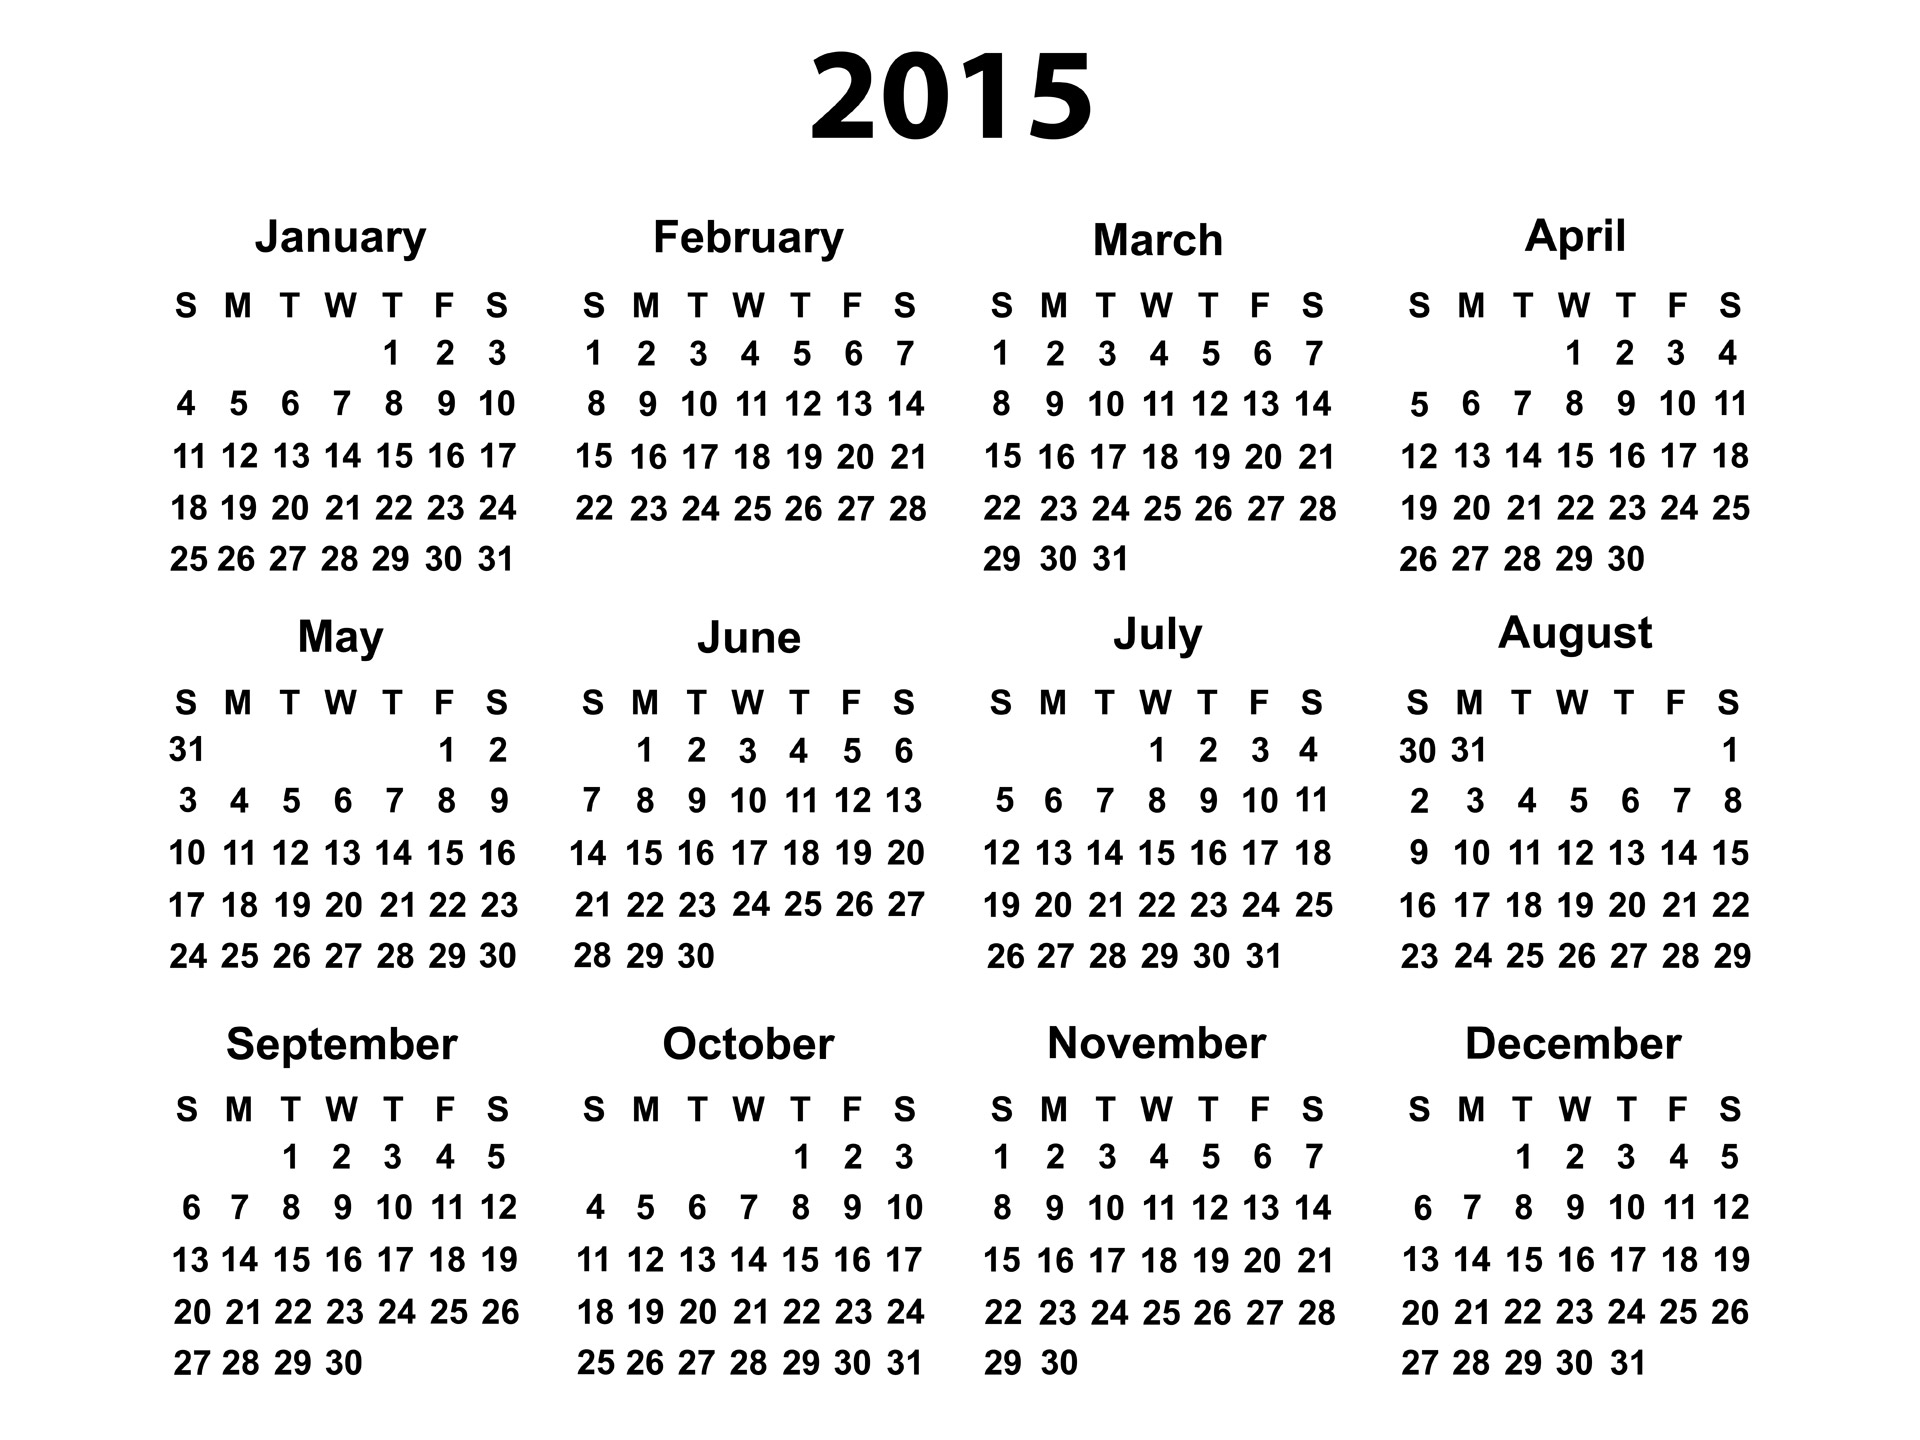 2015
January
S M T W T F S
1 2 3
4 5 6 7 8 9 10
11 12 13 14 15 16 17
18 19 20 21 22 23 24
25 26 27 28 29 30 31
February
S M T W T F S
1 2 3 4 5 6 7
8 9 10 11 12 13 14
15 16 17 18 19 20 21
22 23 24 25 26 27 28
March
S M T W T F S
1 2 3 4 5 6 7
8 9 10 11 12 13 14
15 16 17 18 19 20 21
22 23 24 25 26 27 28
29 30 31
April
S M T W T F S
1 2 3 4
5 6 7 8 9 10 11
12 13 14 15 16 17 18
19 20 21 22 23 24 25
26 27 28 29 30
May
S M T W T F S
31 1 2
3 4 5 6 7 8 9
10 11 12 13 14 15 16
17 18 19 20 21 22 23
24 25 26 27 28 29 30
June
S M T W T F S
1 2 3 4 5 6
7 8 9 10 11 12 13
14 15 16 17 18 19 20
21 22 23 24 25 26 27
28 29 30
July
S M T W T F S
1 2 3 4
5 6 7 8 9 10 11
12 13 14 15 16 17 18
19 20 21 22 23 24 25
26 27 28 29 30 31
August
S M T W T F S
30 31 1
2 3 4 5 6 7 8
9 10 11 12 13 14 15
16 17 18 19 20 21 22
23 24 25 26 27 28 29
September
S M T W T F S
1 2 3 4 5
6 7 8 9 10 11 12
13 14 15 16 17 18 19
20 21 22 23 24 25 26
27 28 29 30
October
S M T W T F S
1 2 3
4 5 6 7 8 9 10
11 12 13 14 15 16 17
18 19 20 21 22 23 24
25 26 27 28 29 30 31
November
S M T W T F S
1 2 3 4 5 6 7
8 9 10 11 12 13 14
15 16 17 18 19 20 21
22 23 24 25 26 27 28
29 30
December
S M T W T F S
1 2 3 4 5
6 7 8 9 10 11 12
13 14 15 16 17 18 19
20 21 22 23 24 25 26
27 28 29 30 31